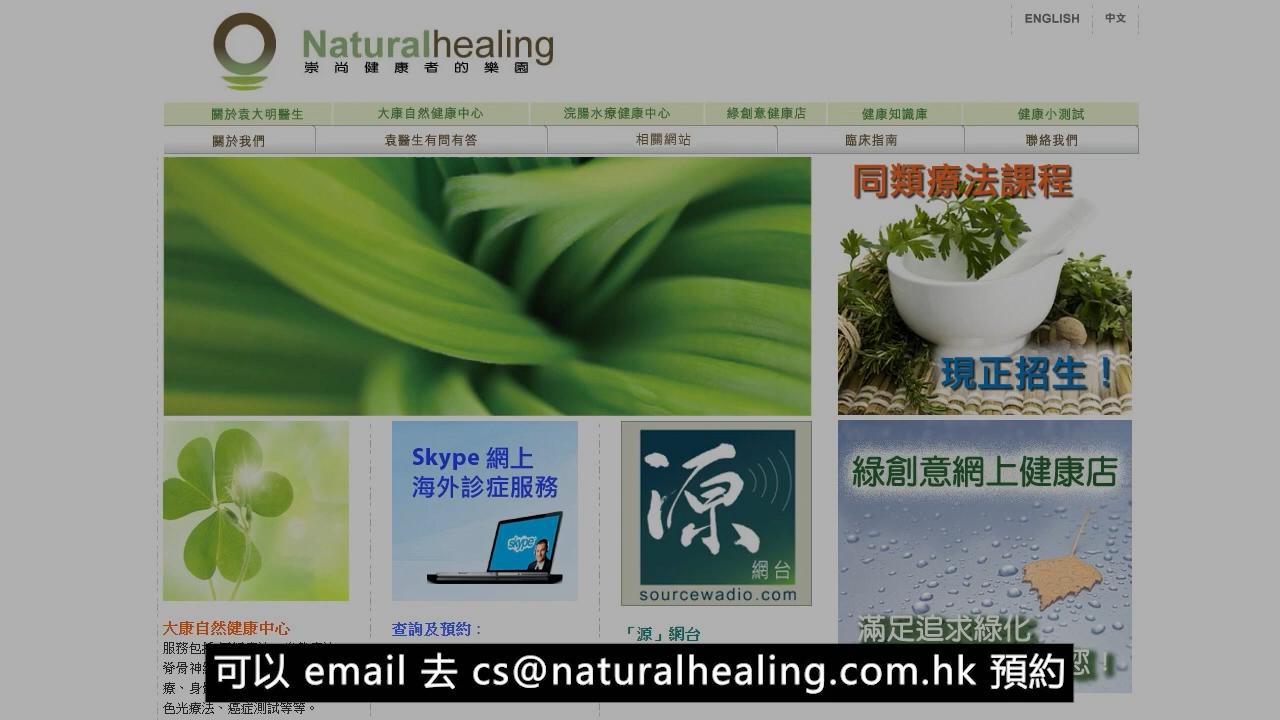 ENGLISH 中文
Naturalhealing
崇尚健康者的樂園
關於袁大明醫生 大康自然健康中心 浣腸水療健康中心 綠創意健康店 健康知識庫 健康小測試
關於我們 袁醫生有問有答 相關網站 臨床指南 聯絡我們
同類療法課程
現正招生！
Skype 網上
海外診症服務
skype
源
網台
sourcewadio.com
綠創意網上健康店
滿足追求綠化
您！
大康自然健康中心
查詢及預約：
「源」網台
服務包
脊骨神
療、身
色光療法、癌症測試等等。
可以 email 去 cs@naturalhealing.com.hk 預約